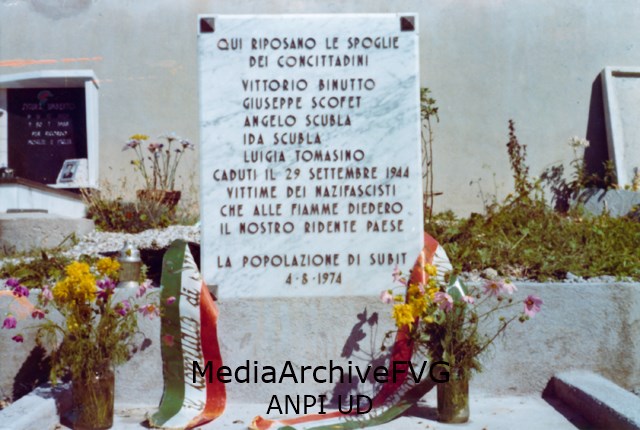 QUI RIPOSANO LE SPOGLIE
DEI CONCITTADINI
VITTORIO BINUTTO
GIUSEPPE SCOFET
ANGELO SCUBLA
IDA SCUBLA
LUIGIA TOMASINO
CADUTI IL 29 SETTEMBRE 1944
VITTIME DEI NAZIFASCISTI
CHE ALLE FIAMME DIEDERO
IL NOSTRO RIDENTE PAESE
LA POPOLAZIONE DI SUBIT
4-8-1974
MediaArchiveFVG
ANPI UD